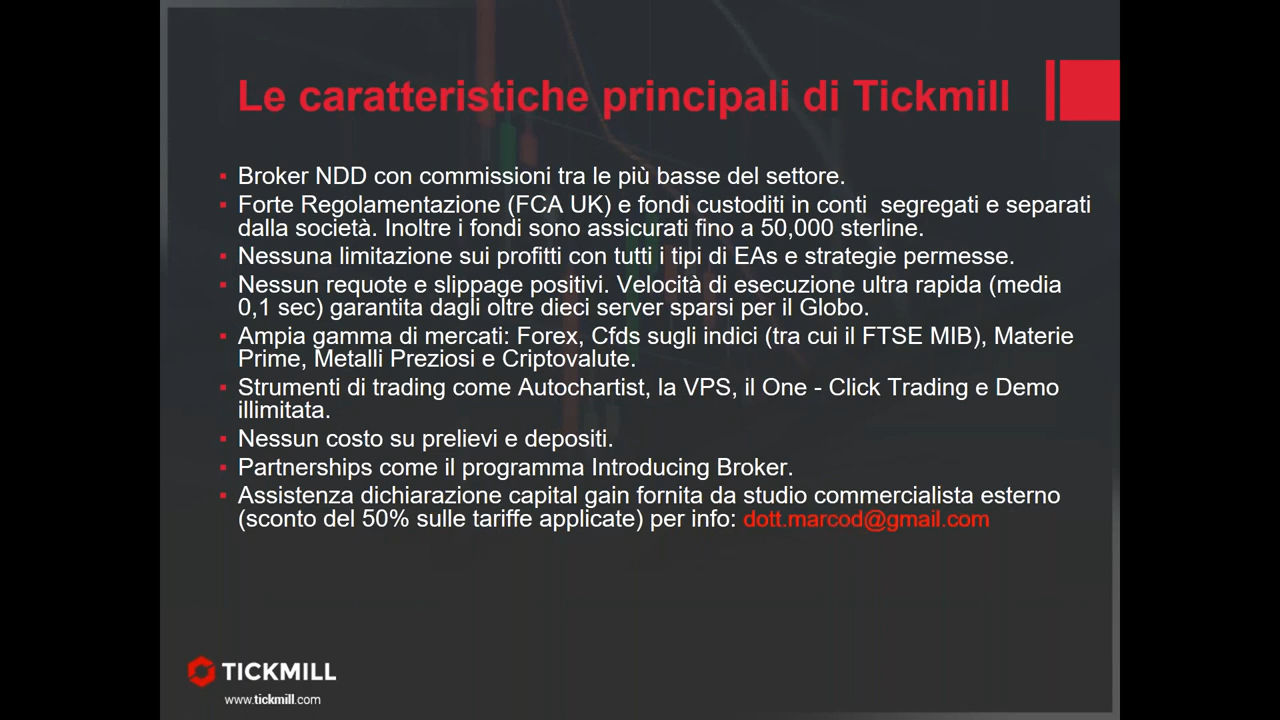 Le caratteristiche principali di Tickmill
Broker NDD con commissioni tra le più basse del settore.
Forte Regolamentazione (FCA UK) e fondi custoditi in conti  segregati e separati
dalla società. Inoltre i fondi sono assicurati fino a 50,000 sterline.
Nessuna limitazione sui profitti con tutti i tipi di EAs e strategie permesse.
Nessun requote e slippage positivi. Velocità di esecuzione ultra rapida (media
0,1 sec) garantita dagli oltre dieci server sparsi per il Globo.
Ampia gamma di mercati: Forex, Cfds sugli indici (tra cui il FTSE MIB), Materie
Prime, Metalli Preziosi e Criptovalute.
Strumenti di trading come Autochartist, la VPS, il One - Click Trading e Demo
illimitata.
Nessun costo su prelievi e depositi.
Partnerships come il programma Introducing Broker.
Assistenza dichiarazione capital gain fornita da studio commercialista esterno
(sconto del 50% sulle tariffe applicate) per info: dott.marcod@gmail.com
TICKMILL
www.tickmill.com